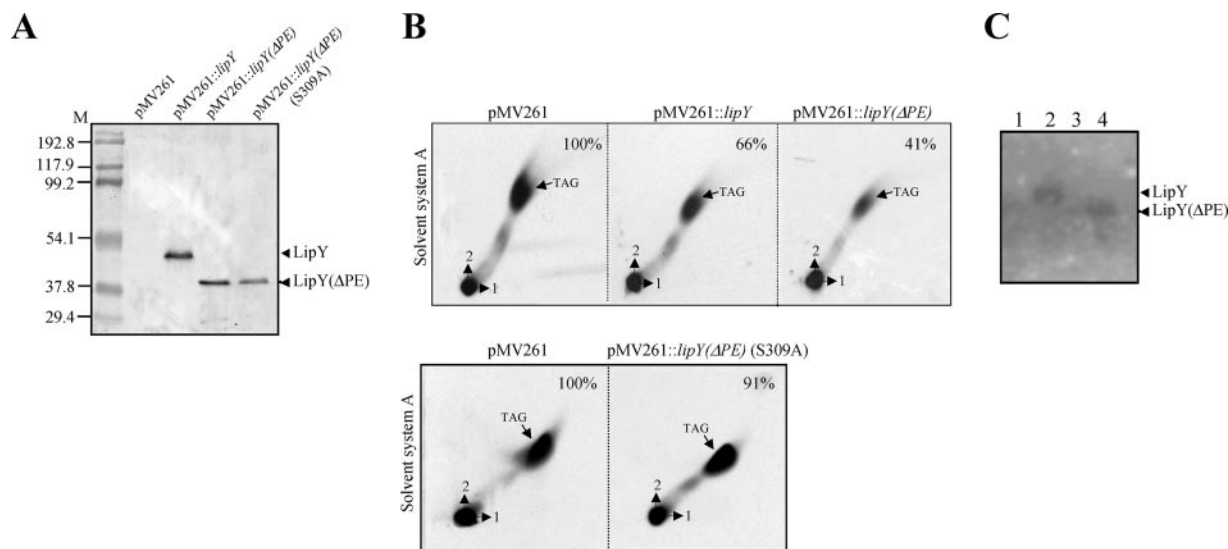 A
M
pMV261
pMV261::lipY
pMV261::lipY(ΔPE)
pMV261::lipY(ΔPE)
(S309A)
192.8
117.9
99.2
54.1
37.8
29.4
LipY
LipY(ΔPE)
B
pMV261 pMV261::lipY pMV261::lipY(ΔPE)
Solvent system A
100% 66% 41%
TAG TAG TAG
2 2 2
1 1 1
pMV261 pMV261::lipY(ΔPE) (S309A)
Solvent system A
100% 91%
TAG TAG
2 2
1 1
C
1 2 3 4
LipY
LipY(ΔPE)